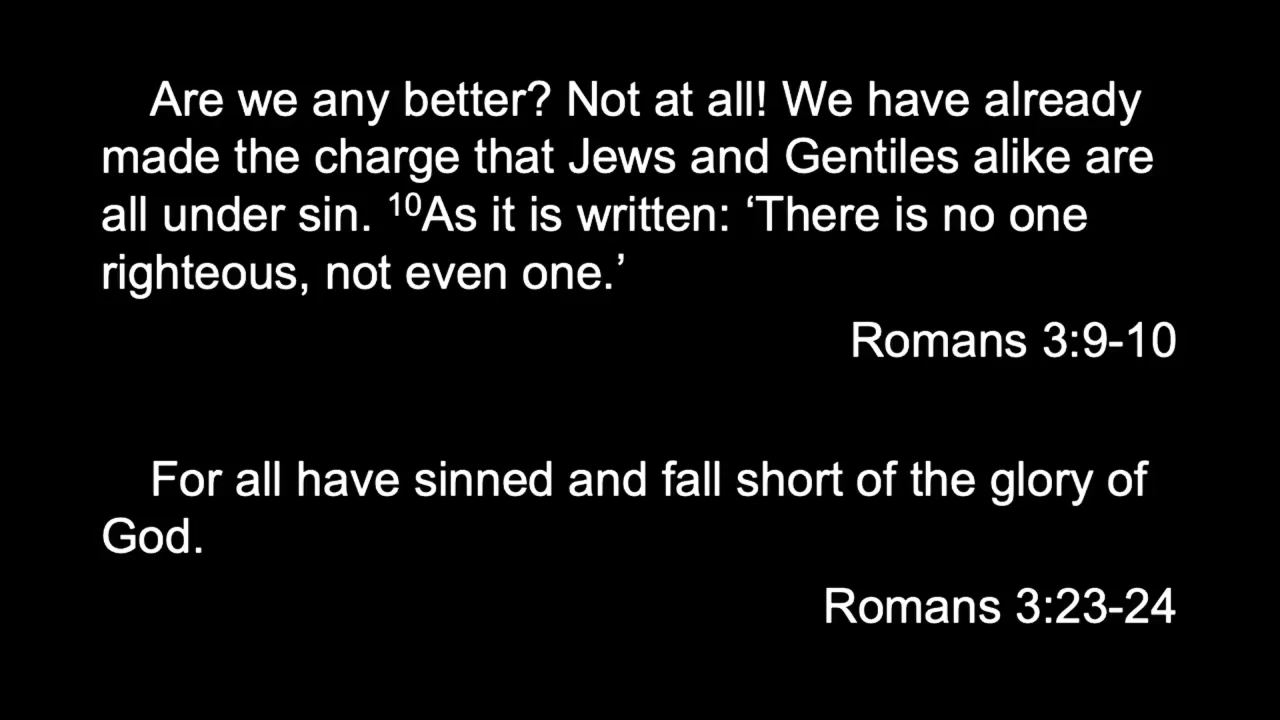 Are we any better? Not at all! We have already
made the charge that Jews and Gentiles alike are
all under sin. ¹⁰As it is written: ‘There is no one
righteous, not even one.’
Romans 3:9-10
For all have sinned and fall short of the glory of
God.
Romans 3:23-24